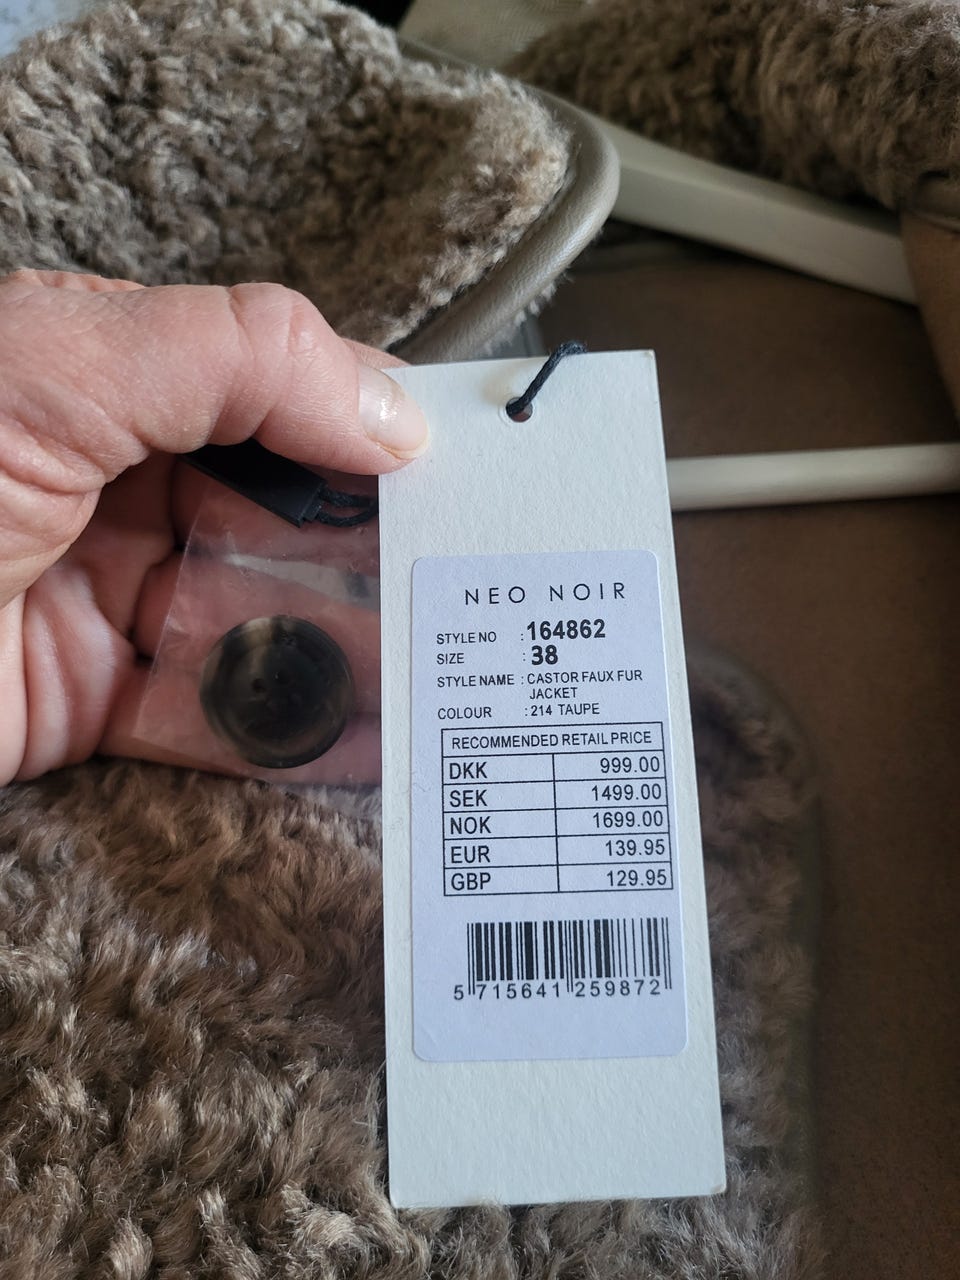 NEO NOIR
STYLE NO : 164862
SIZE : 38
STYLE NAME : CASTOR FAUX FUR
JACKET
COLOUR : 214 TAUPE
RECOMMENDED RETAIL PRICE
DKK 999.00
SEK 1499.00
NOK 1699.00
EUR 139.95
GBP 129.95
5 715641 259872